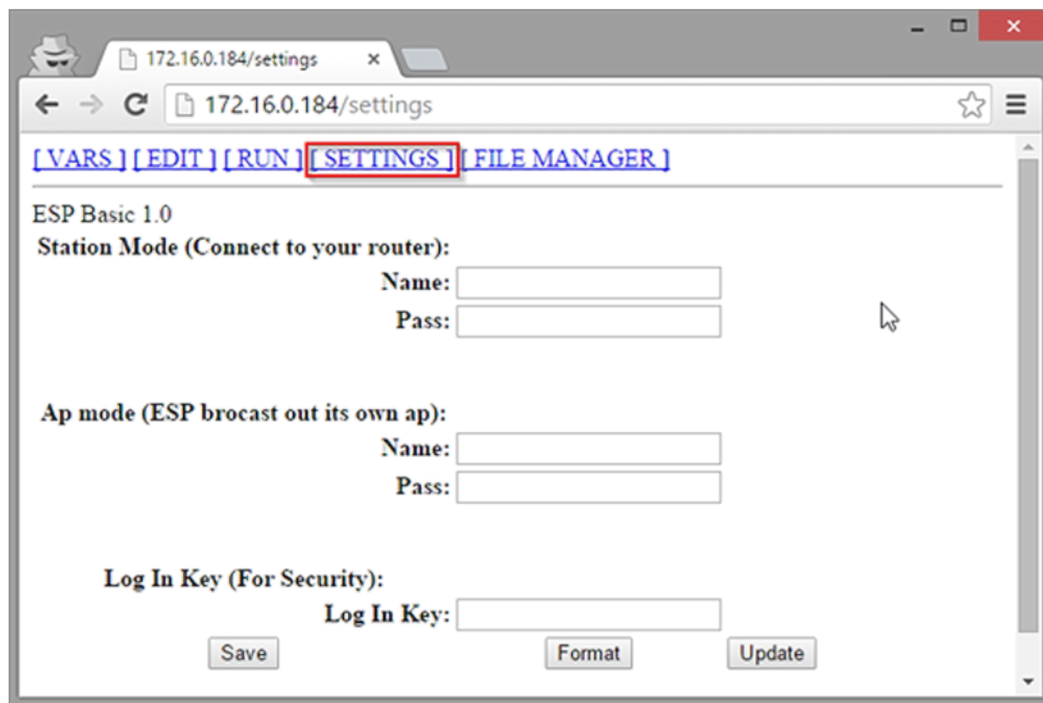 172.16.0.184/settings
172.16.0.184/settings
[ VARS ] [ EDIT ] [ RUN ] [ SETTINGS ] [ FILE MANAGER ]
ESP Basic 1.0
Station Mode (Connect to your router):
Name:
Pass:
Ap mode (ESP brocast out its own ap):
Name:
Pass:
Log In Key (For Security):
Log In Key:
Save Format Update